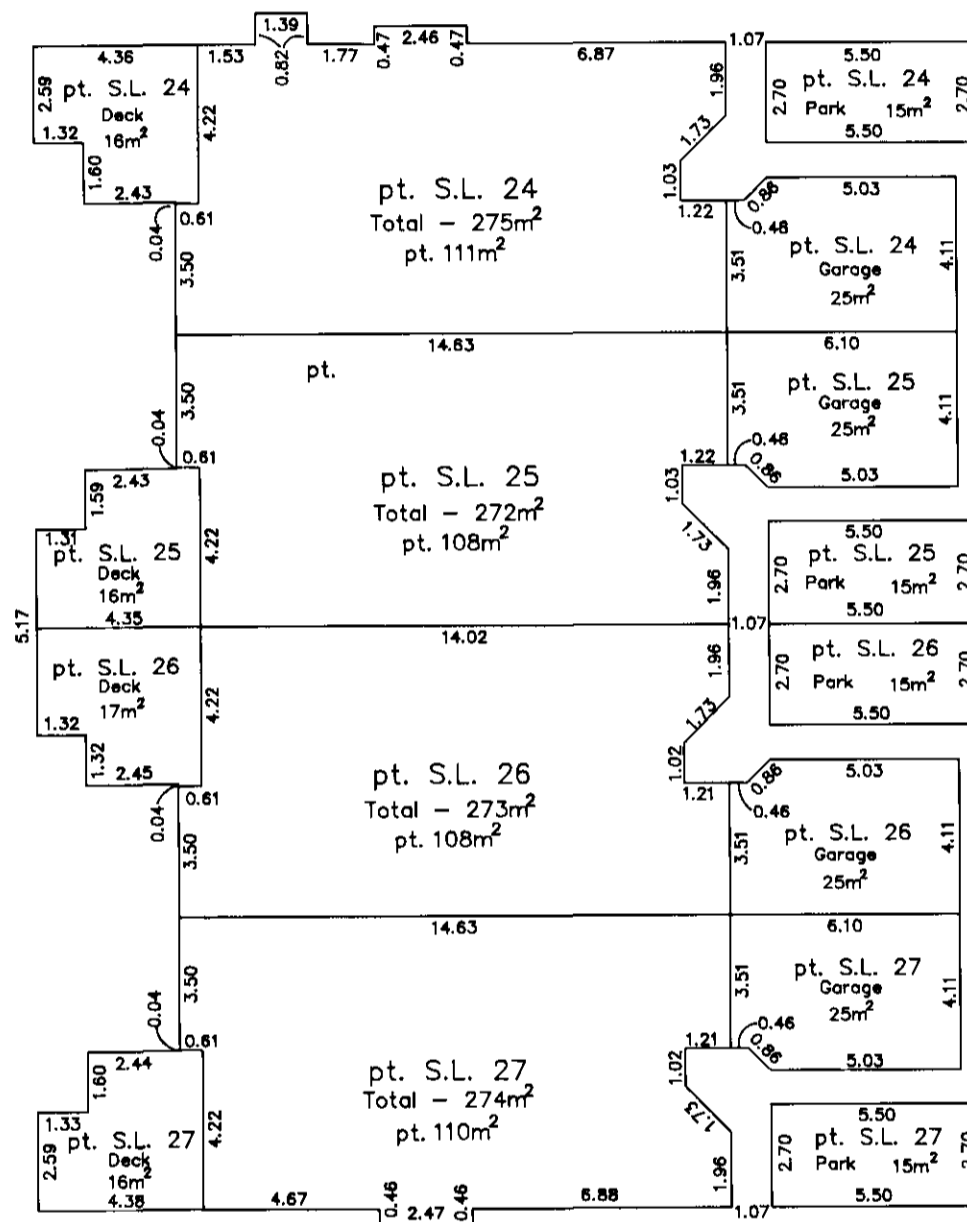 1.39
2.46
1.07
4.36
1.53
0.82
1.77
0.47
0.47
6.87
5.50
2.59
pt. S.L. 24
Deck
16m²
4.22
1.96
2.70
pt. S.L. 24
Park 15m²
2.70
1.32
1.73
5.50
1.60
2.43
0.61
1.03
1.22
0.86
5.03
0.48
pt. S.L. 24
Total – 275m²
pt. 111m²
0.04
3.50
3.51
pt. S.L. 24
Garage
25m²
4.11
14.63
6.10
pt.
3.50
0.04
3.51
pt. S.L. 25
Garage
25m²
4.11
0.61
2.43
1.22
0.48
0.86
5.03
1.59
1.03
pt. S.L. 25
Total – 272m²
pt. 108m²
1.31
4.22
1.73
5.50
pt. S.L. 25
Deck
16m²
1.96
2.70
pt. S.L. 25
Park 15m²
2.70
5.50
5.17
4.35
14.02
1.07
pt. S.L. 26
Deck
17m²
4.22
1.96
2.70
pt. S.L. 26
Park 15m²
2.70
1.32
1.73
5.50
1.32
2.45
0.61
1.02
1.21
0.86
5.03
0.46
pt. S.L. 26
Total – 273m²
pt. 108m²
0.04
3.50
3.51
pt. S.L. 26
Garage
25m²
4.11
14.63
6.10
3.50
0.04
3.51
pt. S.L. 27
Garage
25m²
4.11
0.61
2.44
1.21
0.46
0.86
5.03
1.60
1.02
pt. S.L. 27
Total – 274m²
pt. 110m²
1.33
4.22
1.73
5.50
2.59
pt. S.L. 27
Deck
16m²
1.96
2.70
pt. S.L. 27
Park 15m²
2.70
4.38
4.67
0.46
2.47
0.46
6.88
1.07
5.50